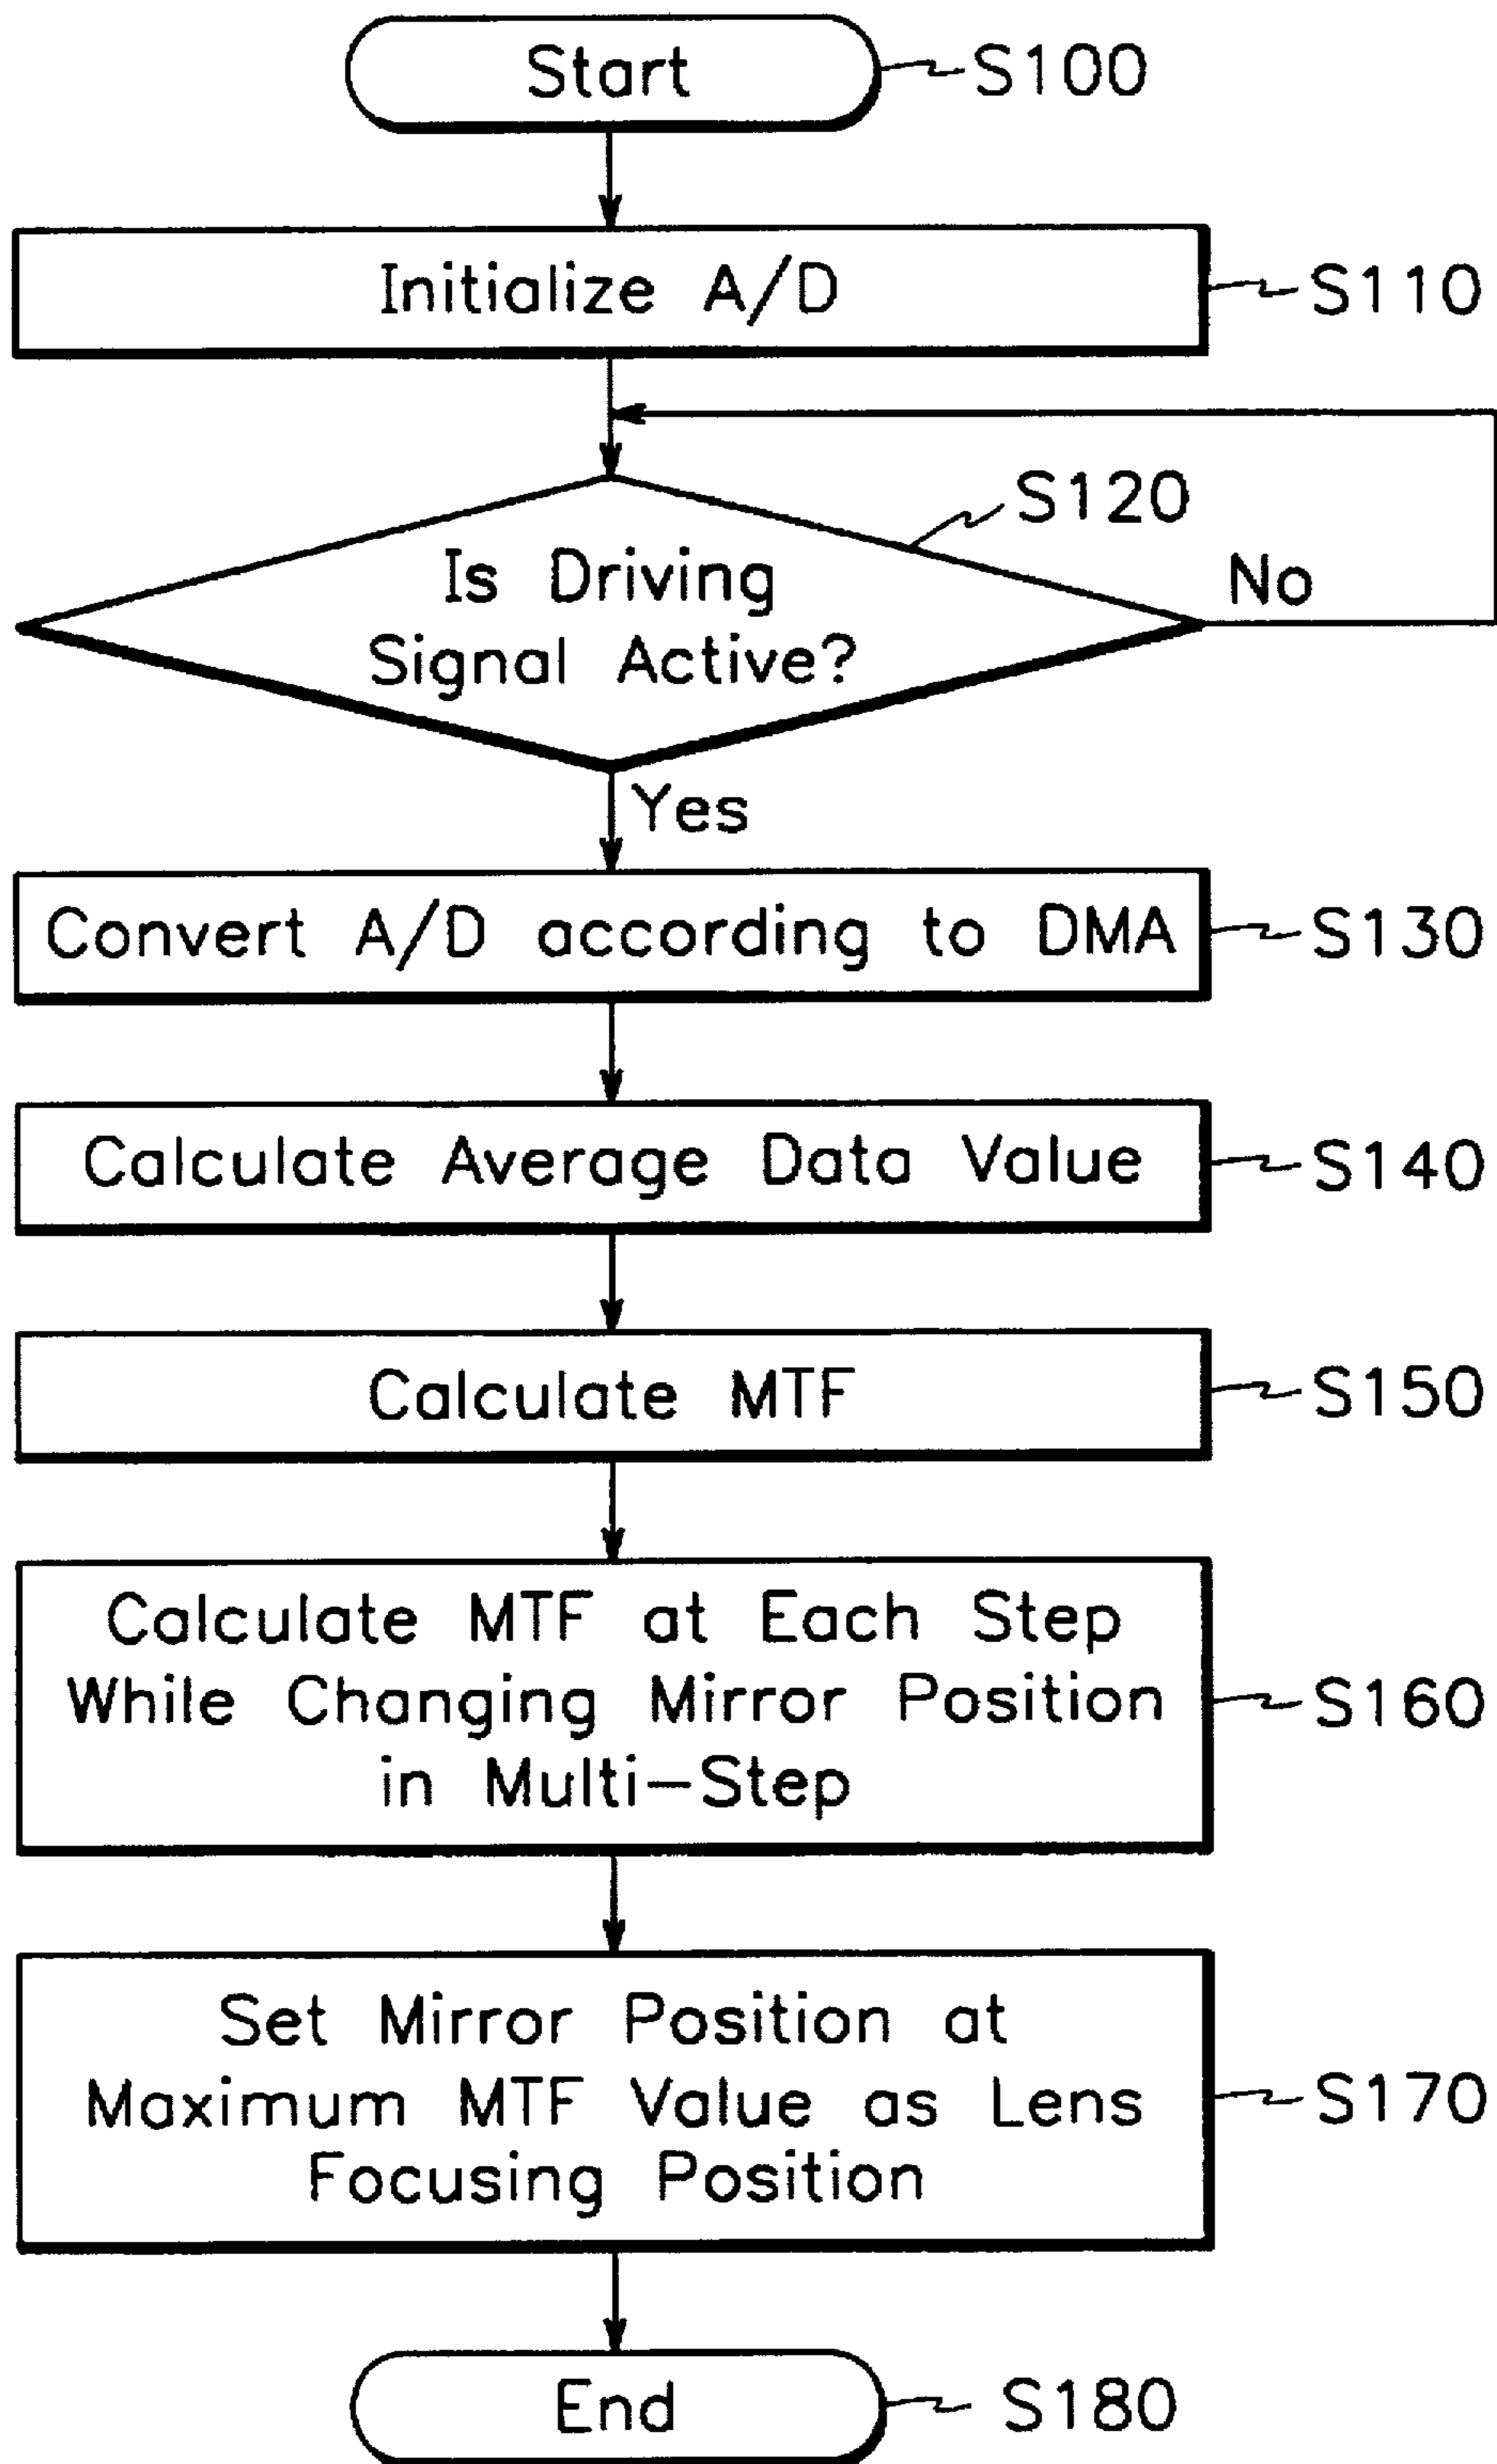 Start
S100
Initialize A/D
S110
S120
Is Driving
Signal Active?
No
Yes
Convert A/D according to DMA
S130
Calculate Average Data Value
S140
Calculate MTF
S150
Calculate MTF at Each Step
While Changing Mirror Position
in Multi-Step
S160
Set Mirror Position at
Maximum MTF Value as Lens
Focusing Position
S170
End
S180